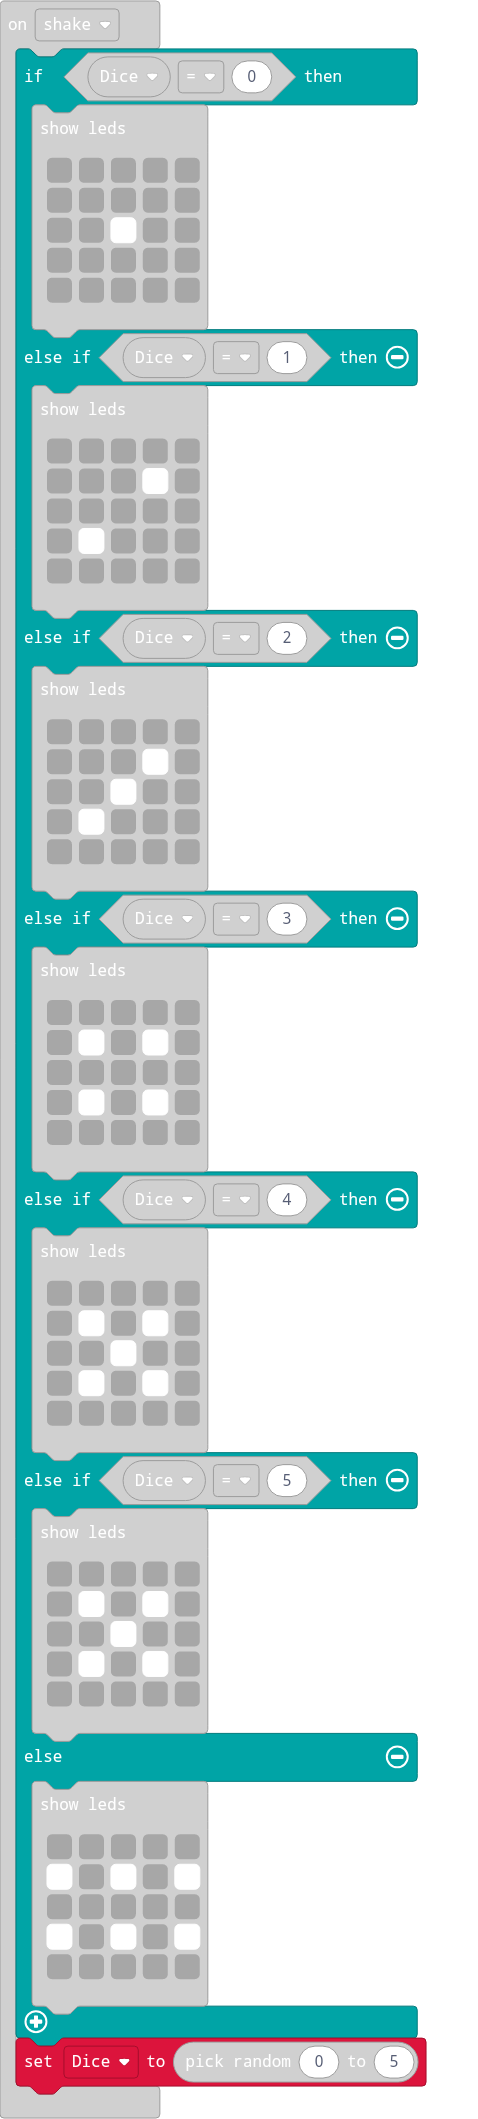 on shake
if Dice = 0 then
show leds
else if Dice = 1 then
show leds
else if Dice = 2 then
show leds
else if Dice = 3 then
show leds
else if Dice = 4 then
show leds
else if Dice = 5 then
show leds
else
show leds
set Dice to pick random 0 to 5